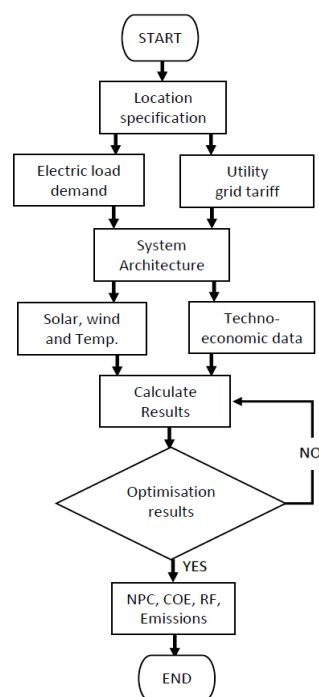 START
Location
specification
Electric load
demand
Utility
grid tariff
System
Architecture
Solar, wind
and Temp.
Techno-
economic data
Calculate
Results
NO
Optimisation
results
YES
NPC, COE, RF,
Emissions
END